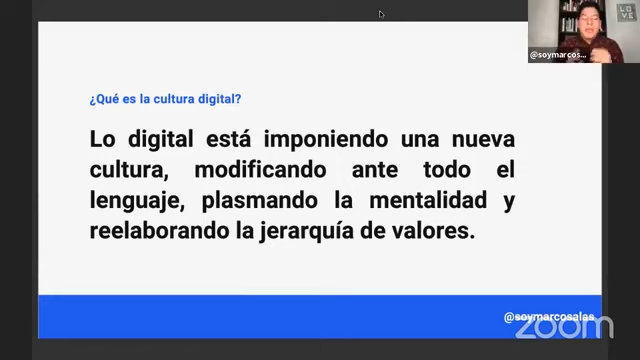 @soymarcos...
LOVE
¿Qué es la cultura digital?
Lo digital está imponiendo una nueva
cultura, modificando ante todo el
lenguaje, plasmando la mentalidad y
reelaborando la jerarquía de valores.
@soymarcosalas
zoom